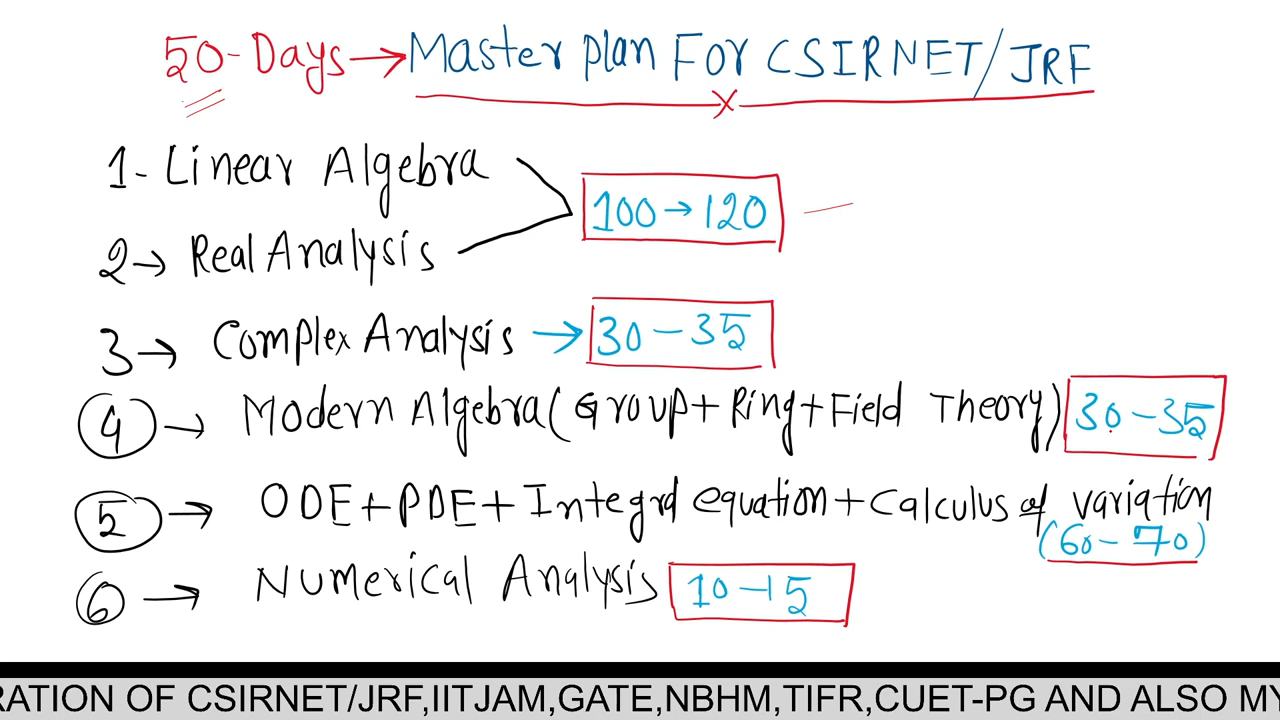 50-Days→Master Plan For CSIRNET/JRF
1- Linear Algebra
100→120
2→ Real Analysis
3→ Complex Analysis → 30-35
4→ Modern Algebra(Group+Ring+Field Theory) 30-35
5→ ODE+PDE+Integral equation+Calculus of variation
(60-70)
6→ Numerical Analysis 10-15
RATION OF CSIRNET/JRF,IITJAM,GATE,NBHM,TIFR,CUET-PG AND ALSO MY